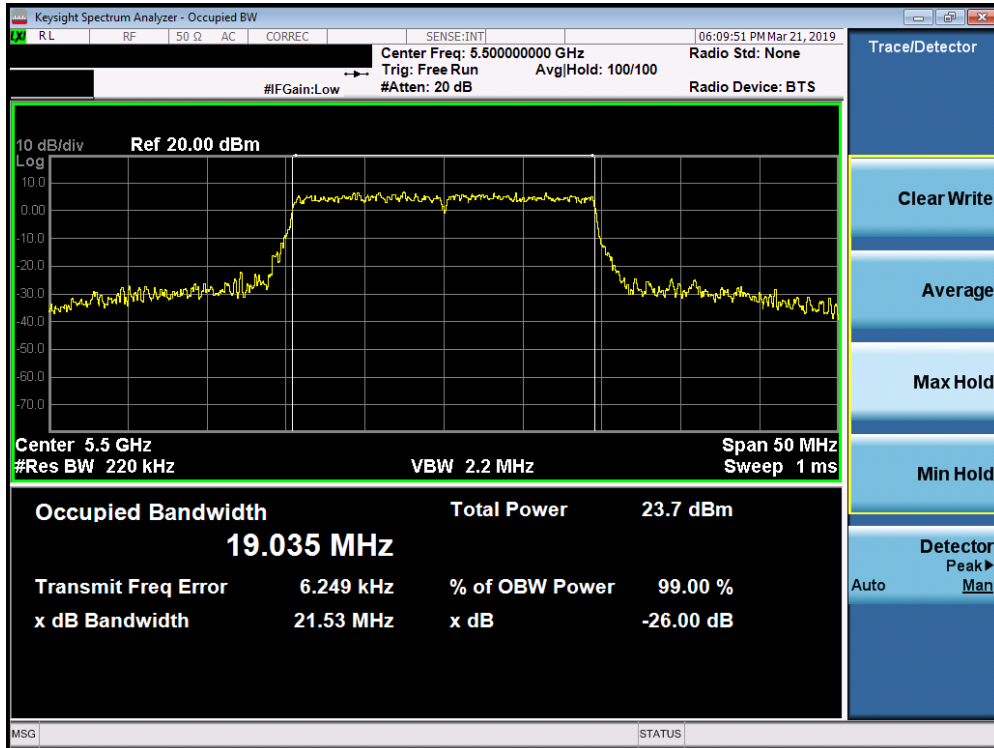 Keysight Spectrum Analyzer - Occupied BW
LXI RL RF 50 Ω AC CORREC SENSE:INT 06:09:51 PM Mar 21, 2019
Center Freq: 5.500000000 GHz Radio Std: None
Trig: Free Run Avg|Hold: 100/100
#IFGain:Low #Atten: 20 dB Radio Device: BTS
10 dB/div Ref 20.00 dBm
Log
10.0
0.00
-10.0
-20.0
-30.0
-40.0
-50.0
-60.0
-70.0
Center 5.5 GHz Span 50 MHz
#Res BW 220 kHz VBW 2.2 MHz Sweep 1 ms
Occupied Bandwidth Total Power 23.7 dBm
19.035 MHz
Transmit Freq Error 6.249 kHz % of OBW Power 99.00 %
x dB Bandwidth 21.53 MHz x dB -26.00 dB
MSG STATUS
Trace/Detector
Clear Write
Average
Max Hold
Min Hold
Detector
Peak▶
Auto Man